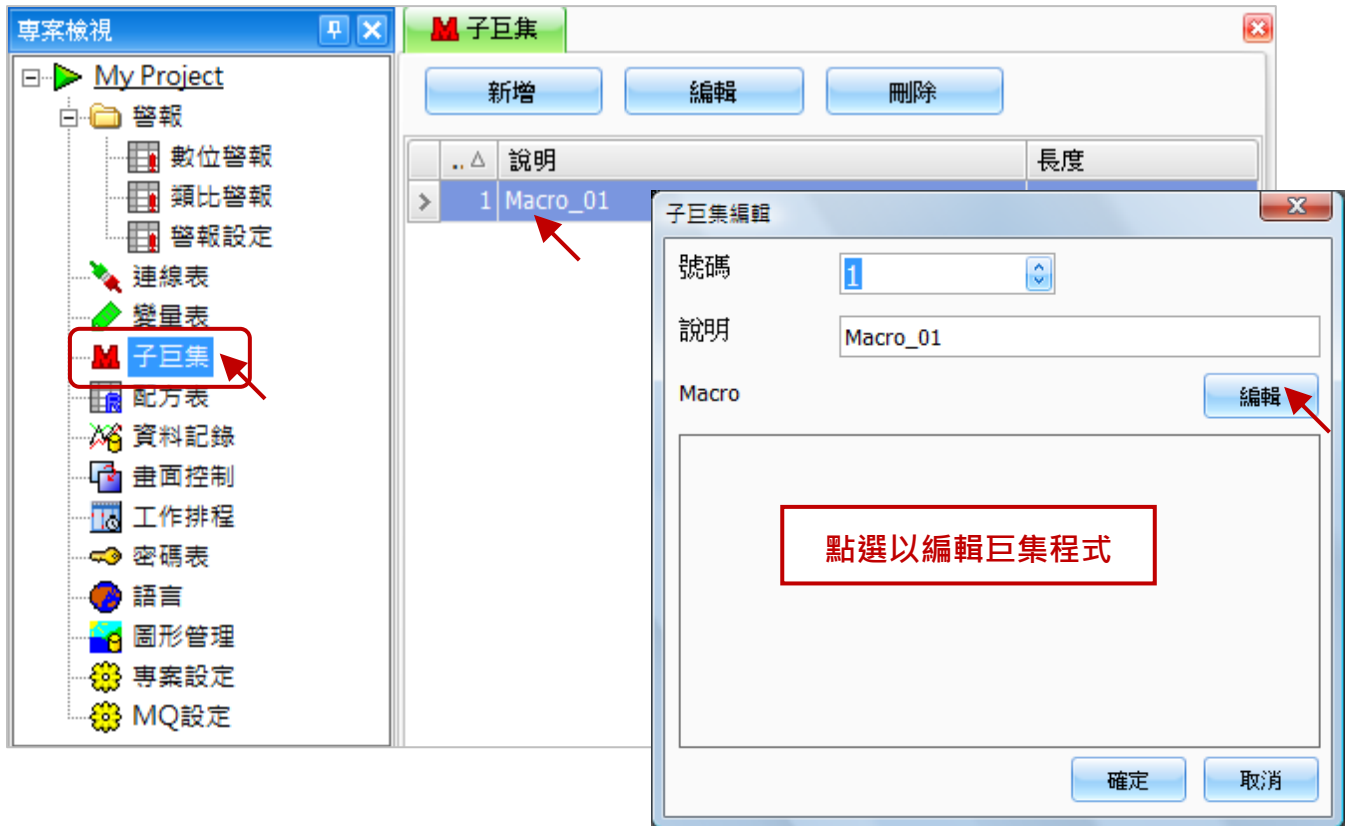 專案檢視
My Project
警報
數位警報
類比警報
警報設定
連線表
變量表
子巨集
配方表
資料記錄
畫面控制
工作排程
密碼表
語言
圖形管理
專案設定
MQ設定
子巨集
新增 編輯 刪除
.. 說明 長度
1 Macro_01
子巨集編輯
號碼 1
說明 Macro_01
Macro 編輯
點選以編輯巨集程式
確定 取消